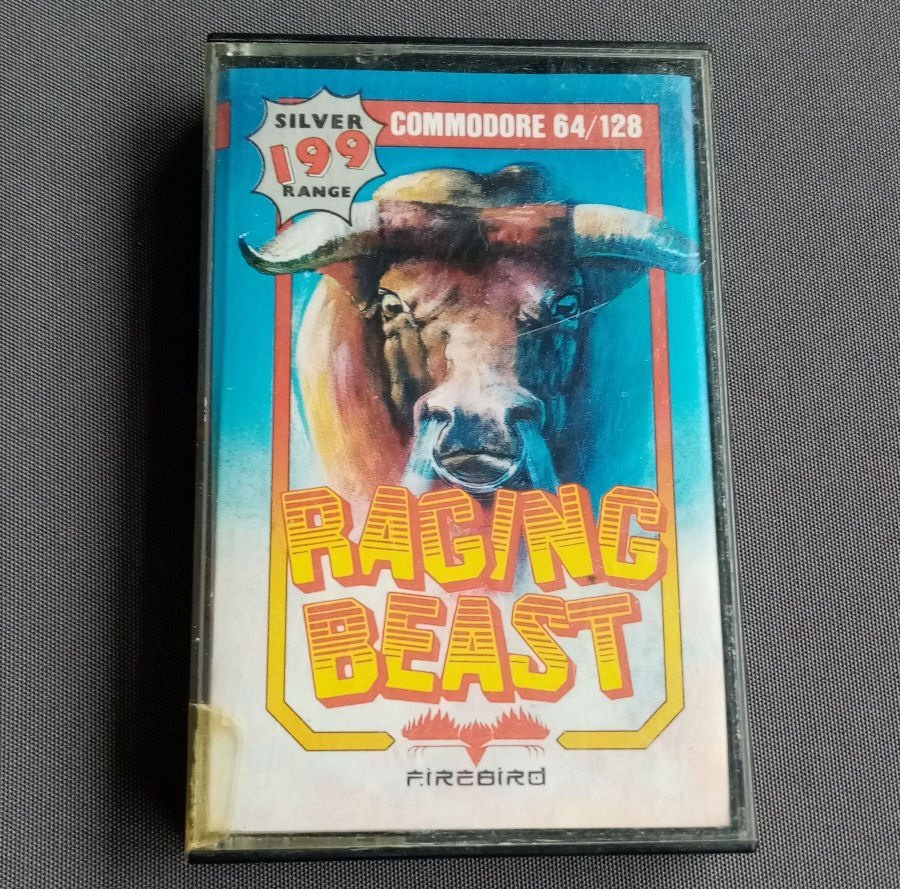 SILVER
199
RANGE
COMMODORE 64/128
RAGING
BEAST
FIREBIRD